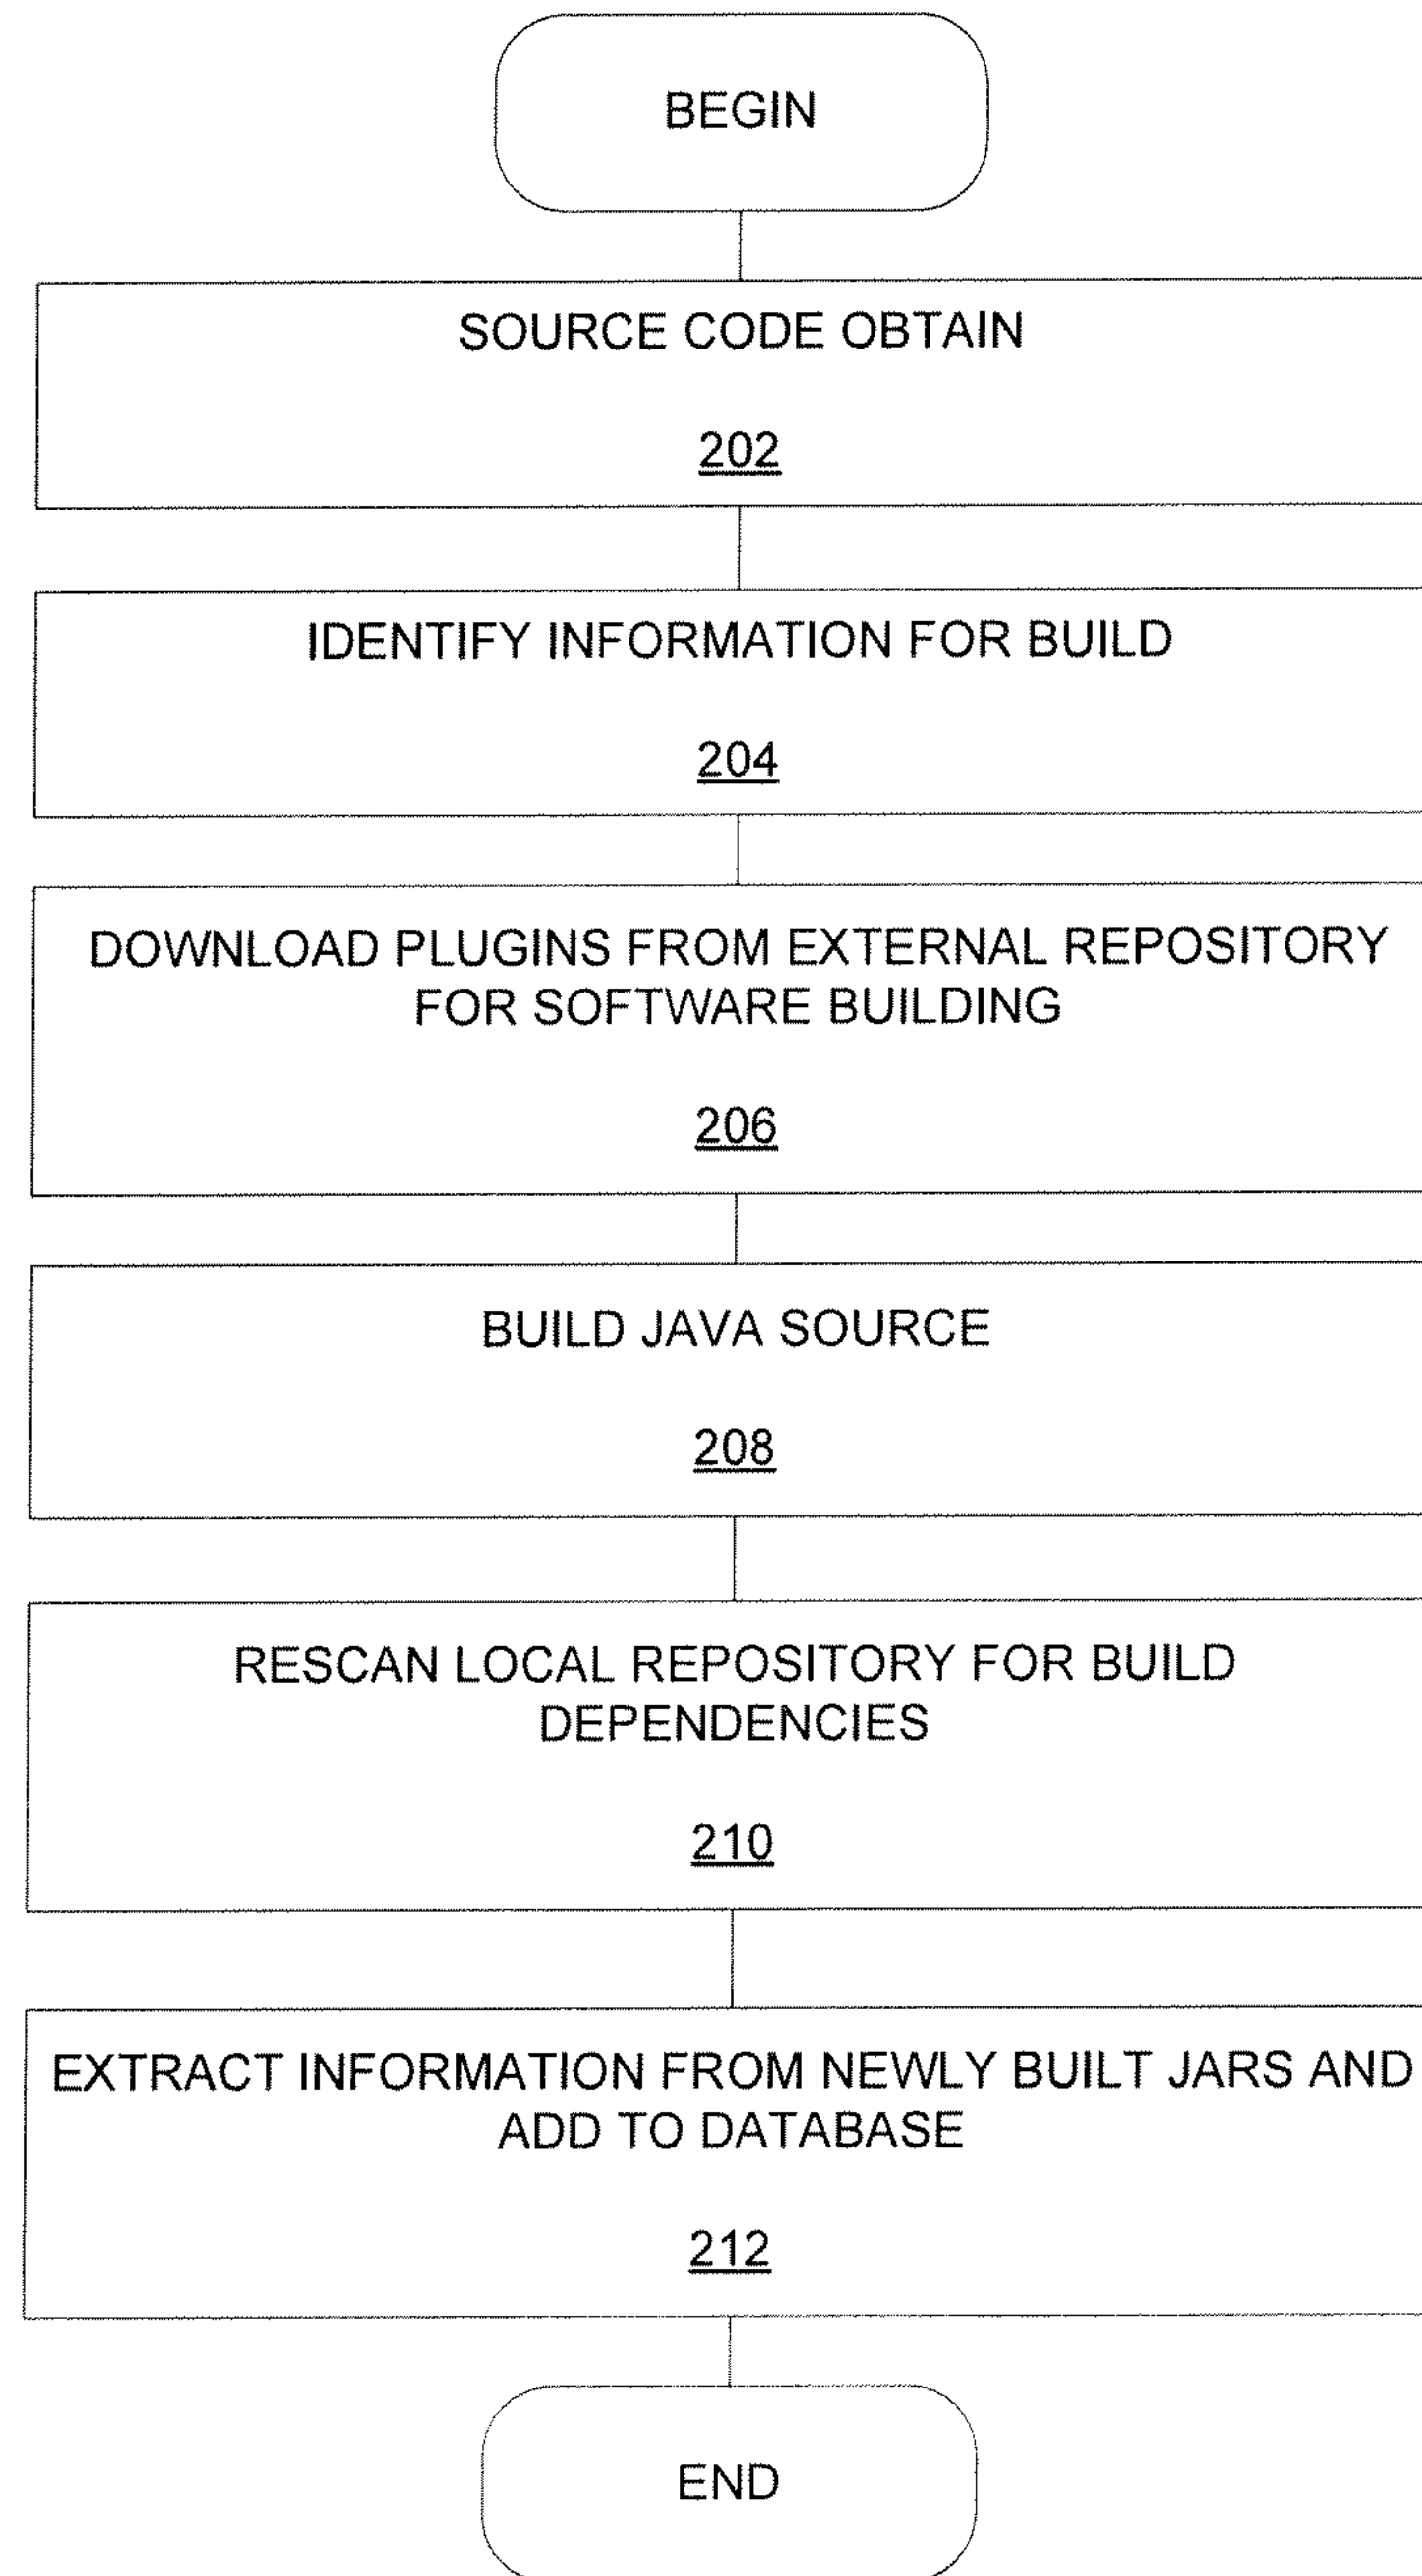 BEGIN
SOURCE CODE OBTAIN
202
IDENTIFY INFORMATION FOR BUILD
204
DOWNLOAD PLUGINS FROM EXTERNAL REPOSITORY
FOR SOFTWARE BUILDING
206
BUILD JAVA SOURCE
208
RESCAN LOCAL REPOSITORY FOR BUILD
DEPENDENCIES
210
EXTRACT INFORMATION FROM NEWLY BUILT JARS AND
ADD TO DATABASE
212
END